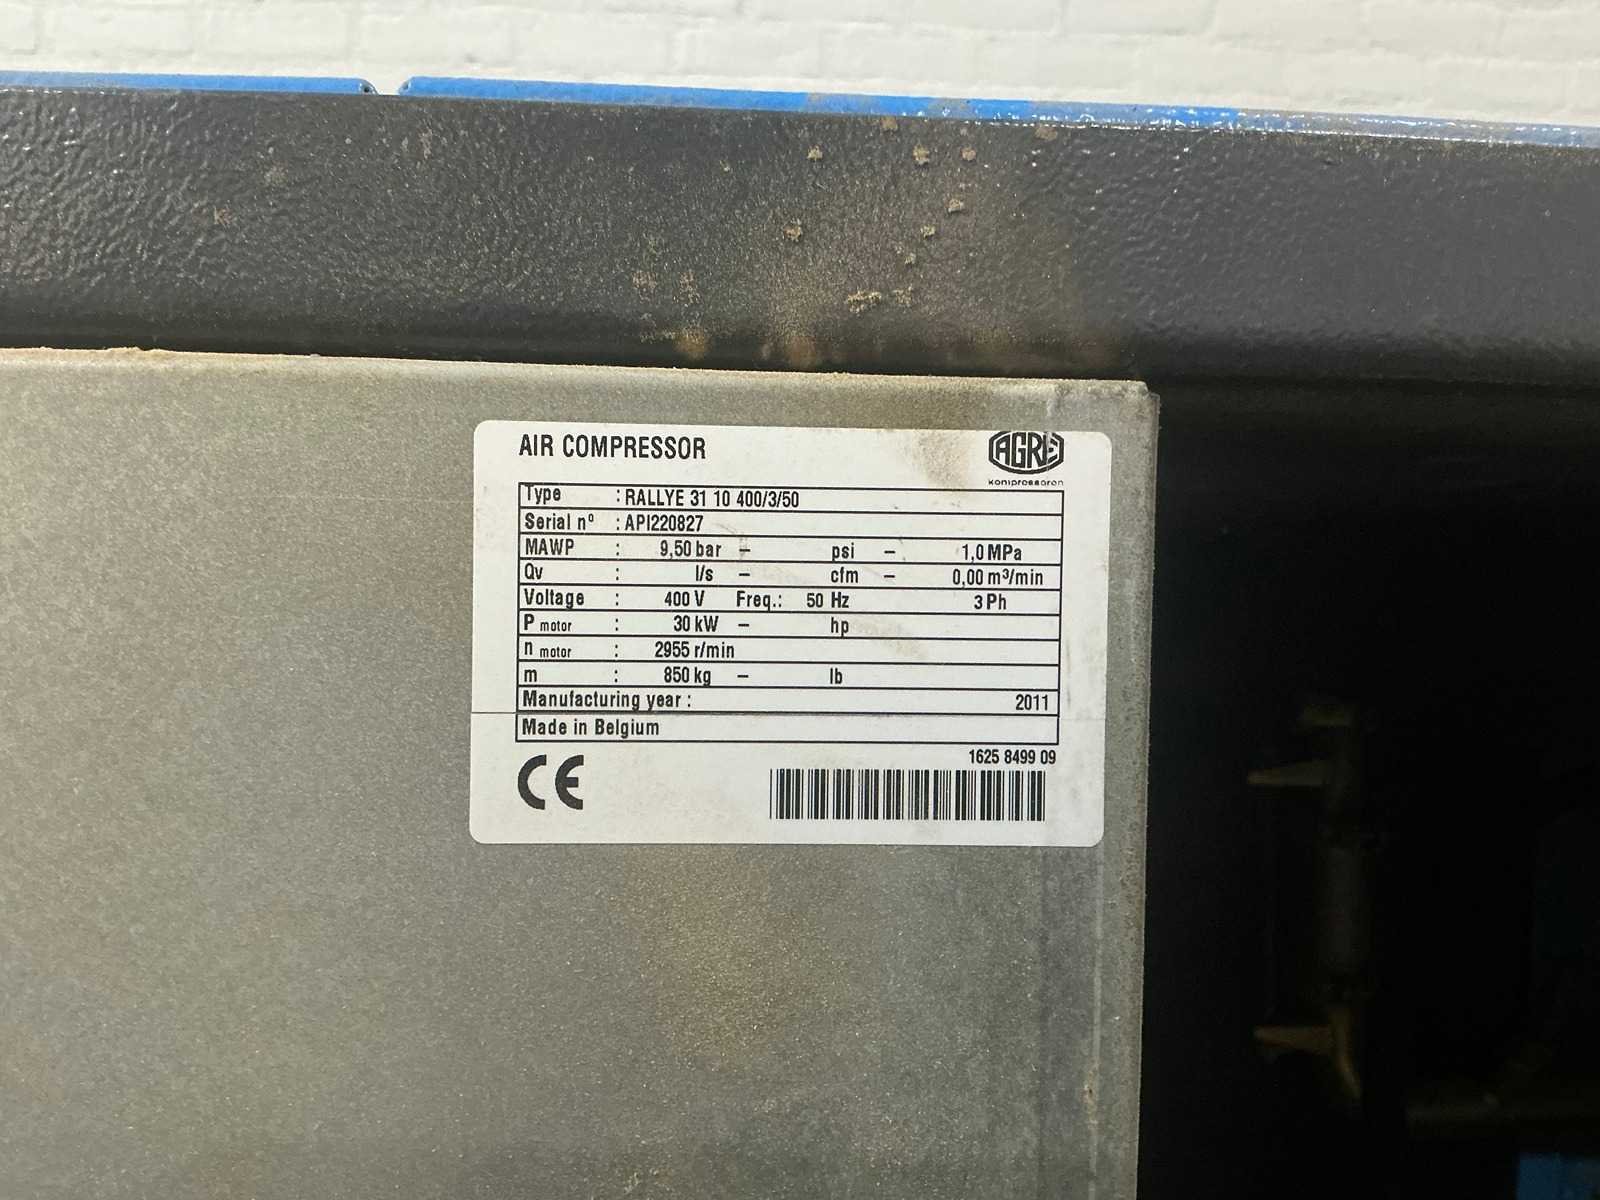 AIR COMPRESSOR
AGRE
kompressoren
Type : RALLYE 31 10 400/3/50
Serial nº : API220827
MAWP : 9,50 bar – psi – 1,0 MPa
Qv : l/s – cfm – 0,00 m³/min
Voltage : 400 V Freq.: 50 Hz 3 Ph
P motor : 30 kW – hp
n motor : 2955 r/min
m : 850 kg – lb
Manufacturing year : 2011
Made in Belgium
1625 8499 09
CE